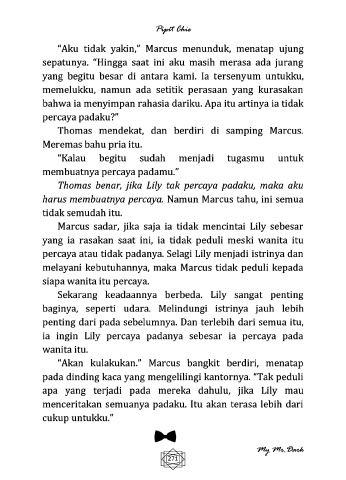 Pipit Chie
"Aku tidak yakin," Marcus menunduk, menatap ujung
sepatunya. "Hingga saat ini aku masih merasa ada jurang
yang begitu besar di antara kami. Ia tersenyum untukku,
memelukku, namun ada setitik perasaan yang kurasakan
bahwa ia menyimpan rahasia dariku. Apa itu artinya ia tidak
percaya padaku?"
Thomas mendekat, dan berdiri di samping Marcus.
Meremas bahu pria itu.
"Kalau begitu sudah menjadi tugasmu untuk
membuatnya percaya padamu."
Thomas benar, jika Lily tak percaya padaku, maka aku
harus membuatnya percaya. Namun Marcus tahu, ini semua
tidak semudah itu.
Marcus sadar, jika saja ia tidak mencintai Lily sebesar
yang ia rasakan saat ini, ia tidak peduli meski wanita itu
percaya atau tidak padanya. Selagi Lily menjadi istrinya dan
melayani kebutuhannya, maka Marcus tidak peduli kepada
siapa wanita itu percaya.
Sekarang keadaannya berbeda. Lily sangat penting
baginya, seperti udara. Melindungi istrinya jauh lebih
penting dari pada sebelumnya. Dan terlebih dari semua itu,
ia ingin Lily percaya padanya sebesar ia percaya pada
wanita itu.
"Akan kulakukan." Marcus bangkit berdiri, menatap
pada dinding kaca yang mengelilingi kantornya. "Tak peduli
apa yang terjadi pada mereka dahulu, jika Lily mau
menceritakan semuanya padaku. Itu akan terasa lebih dari
cukup untukku."
271
My Mr. Dark